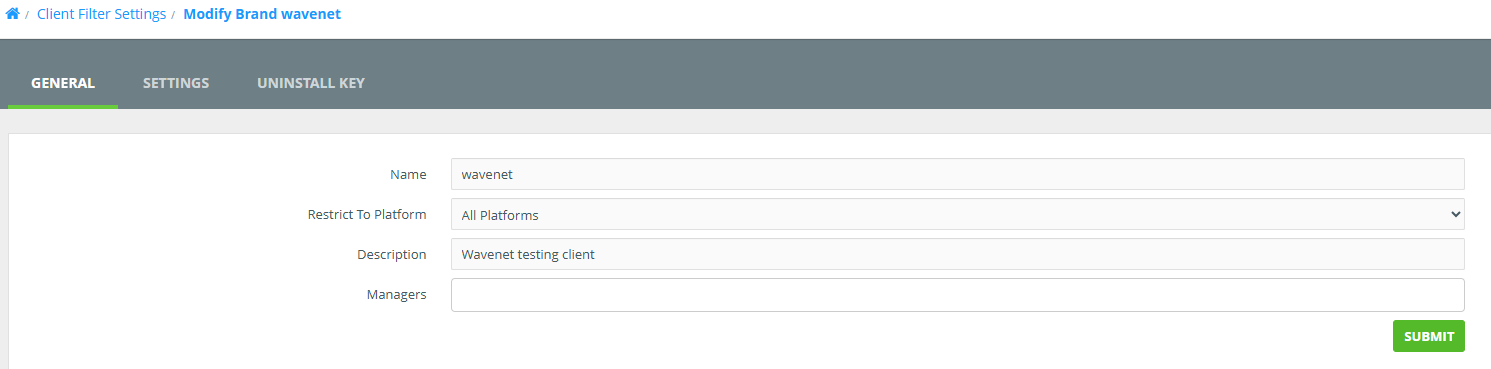 / Client Filter Settings / Modify Brand wavenet
GENERAL SETTINGS UNINSTALL KEY
Name wavenet
Restrict To Platform All Platforms
Description Wavenet testing client
Managers
SUBMIT